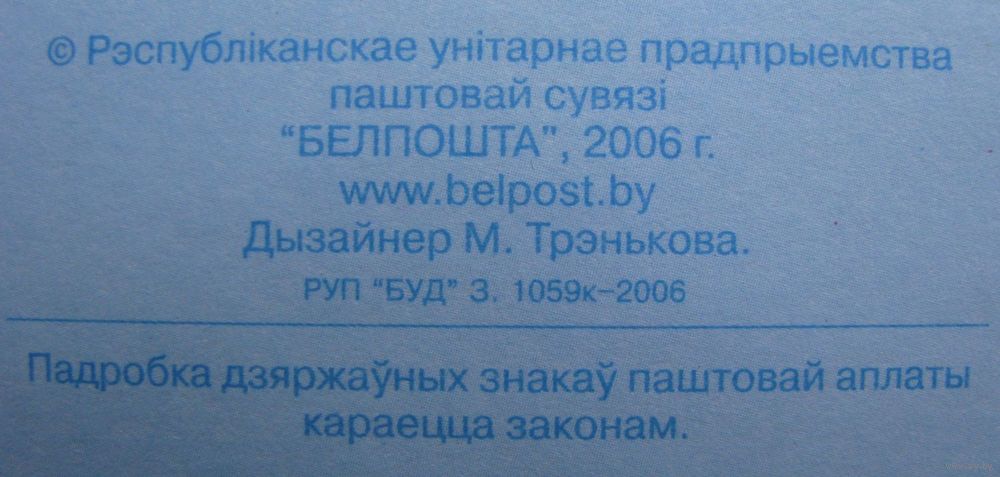 © Рэспубліканскае унітарнае прадпрыемства
паштовай сувязі
“БЕЛПОШТА”, 2006 г.
www.belpost.by
Дызайнер М. Трэнькова.
РУП “БУД” З. 1059к–2006
Падробка дзяржаўных знакаў паштовай аплаты
караецца законам.